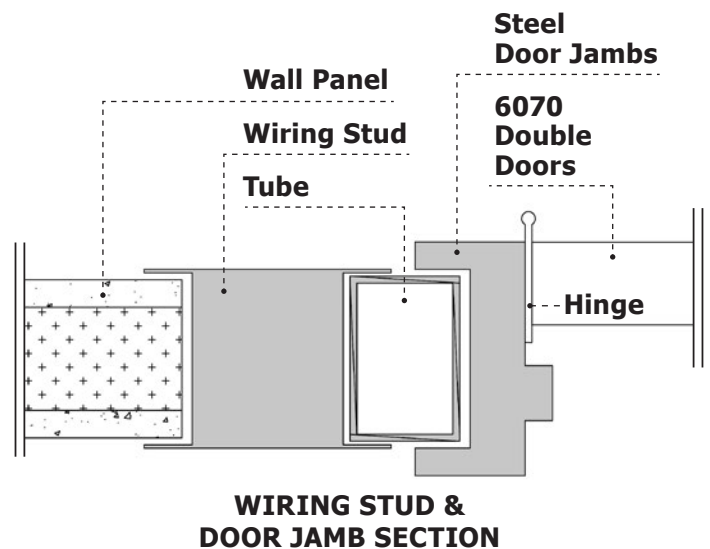 Steel
Door Jambs
Wall Panel
6070
Double
Doors
Wiring Stud
Tube
Hinge
WIRING STUD &
DOOR JAMB SECTION